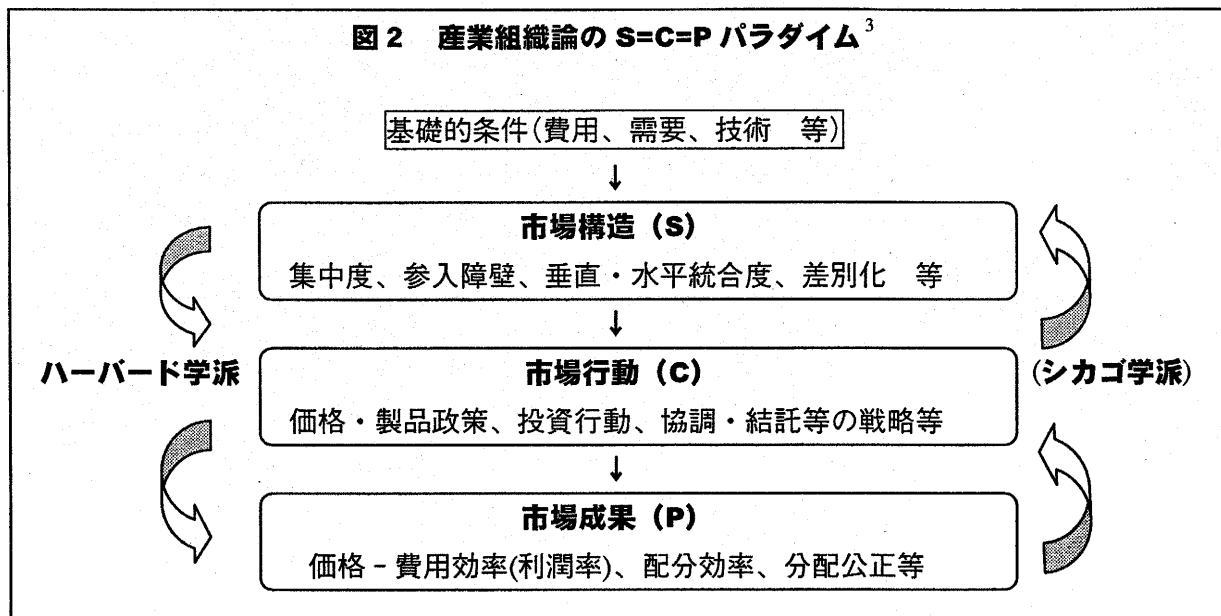 図2 産業組織論の S=C=P パラダイム³
基礎的条件(費用、需要、技術 等)
↓
市場構造（S）
集中度、参入障壁、垂直・水平統合度、差別化 等
↓
ハーバード学派
市場行動（C）
(シカゴ学派)
価格・製品政策、投資行動、協調・結託等の戦略等
↓
市場成果（P）
価格－費用効率(利潤率)、配分効率、分配公正等